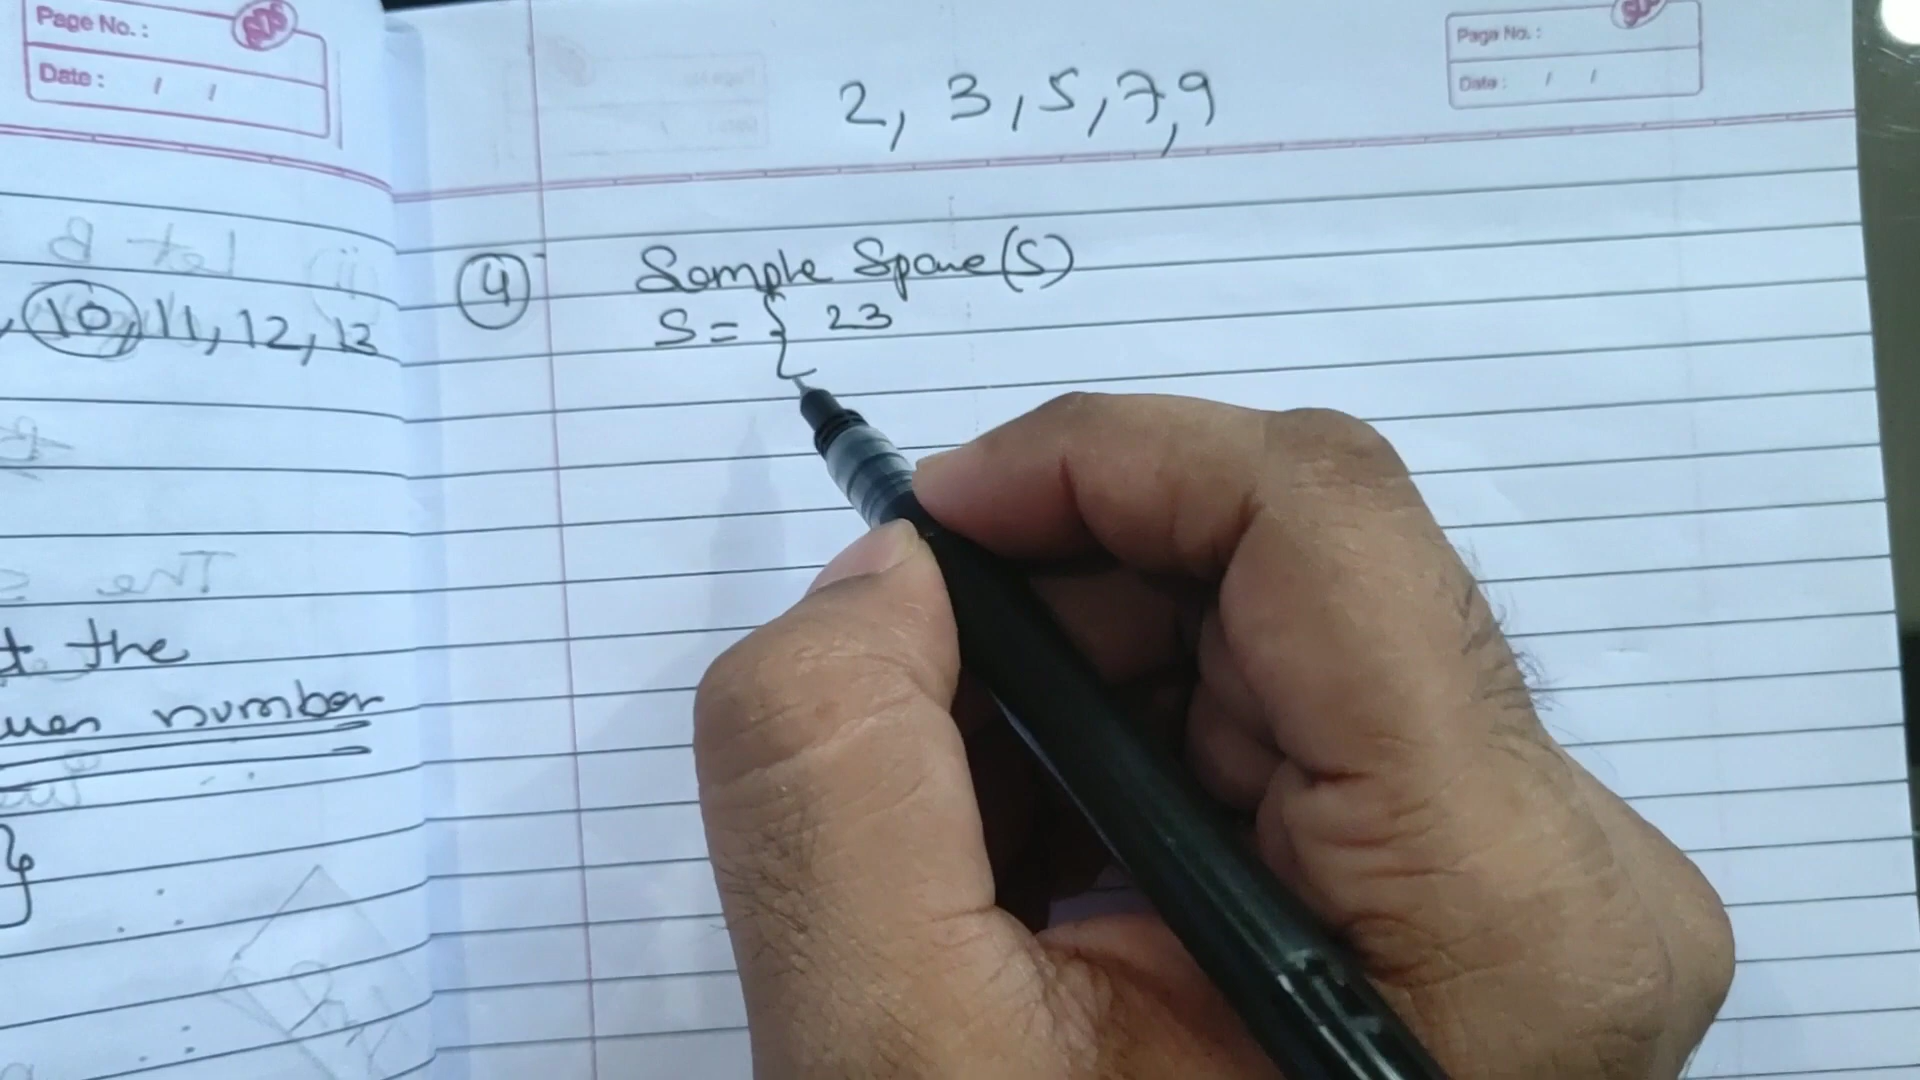 Page No. :
SDS
Date : / /
, 10, 11, 12, 13
t the
number
}
2, 3, 5, 7, 9
Page No. :
Date : / /
4
Sample Space (S)
S = { 23